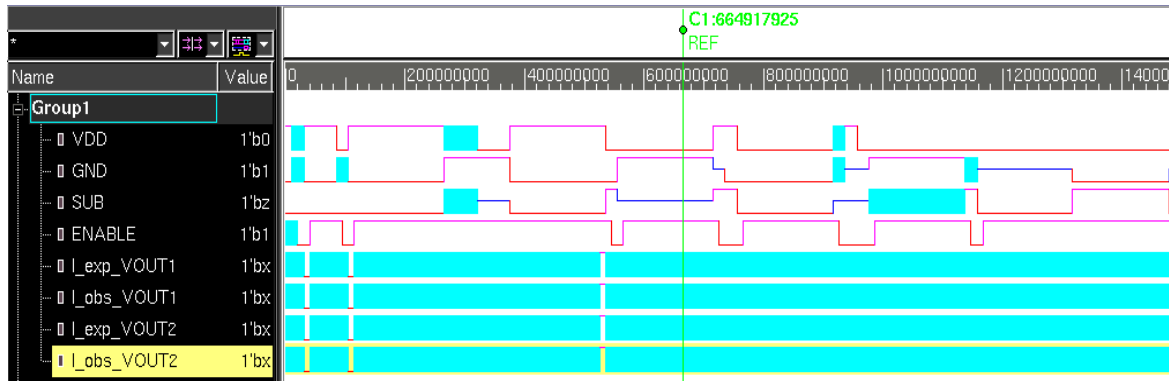 C1:664917925
REF
*
Name Value 0 200000000 400000000 600000000 800000000 1000000000 1200000000 14000
Group1
VDD 1'b0
GND 1'b1
SUB 1'bz
ENABLE 1'b1
I_exp_VOUT1 1'bx
I_obs_VOUT1 1'bx
I_exp_VOUT2 1'bx
I_obs_VOUT2 1'bx